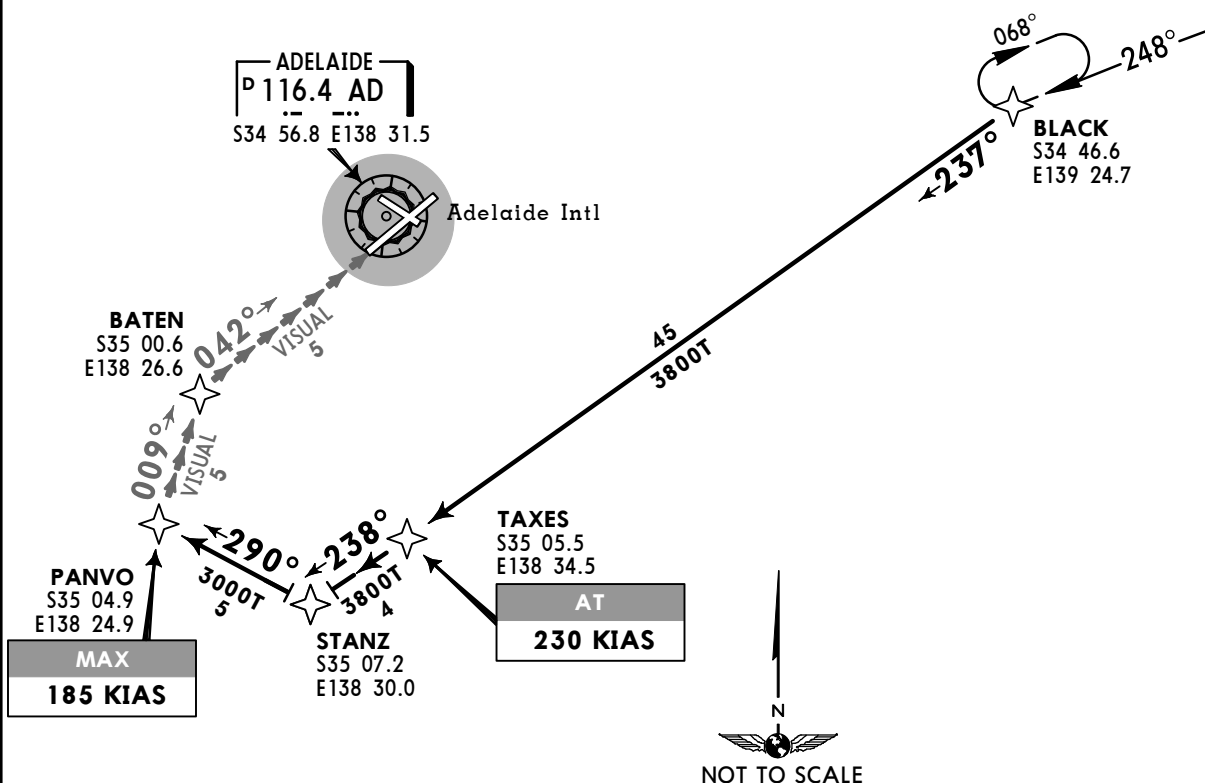 ADELAIDE
D 116.4 AD
S34 56.8 E138 31.5
Adelaide Intl
068°
248°
BLACK
S34 46.6
E139 24.7
237°
45
3800T
BATEN
S35 00.6
E138 26.6
042°
VISUAL
5
009°
VISUAL
5
TAXES
S35 05.5
E138 34.5
AT
230 KIAS
238°
3800T
4
290°
3000T
5
PANVO
S35 04.9
E138 24.9
MAX
185 KIAS
STANZ
S35 07.2
E138 30.0
N
NOT TO SCALE